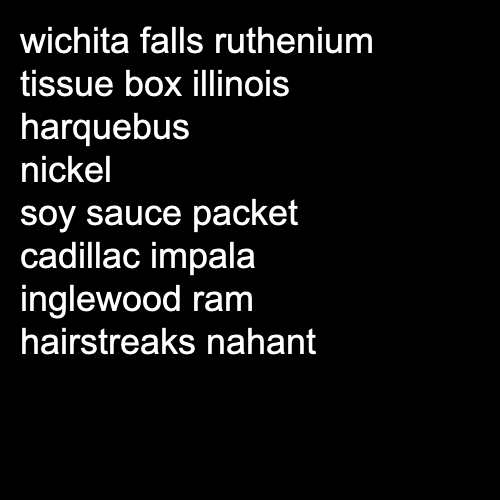 wichita falls ruthenium
tissue box illinois
harquebus
nickel
soy sauce packet
cadillac impala
inglewood ram
hairstreaks nahant